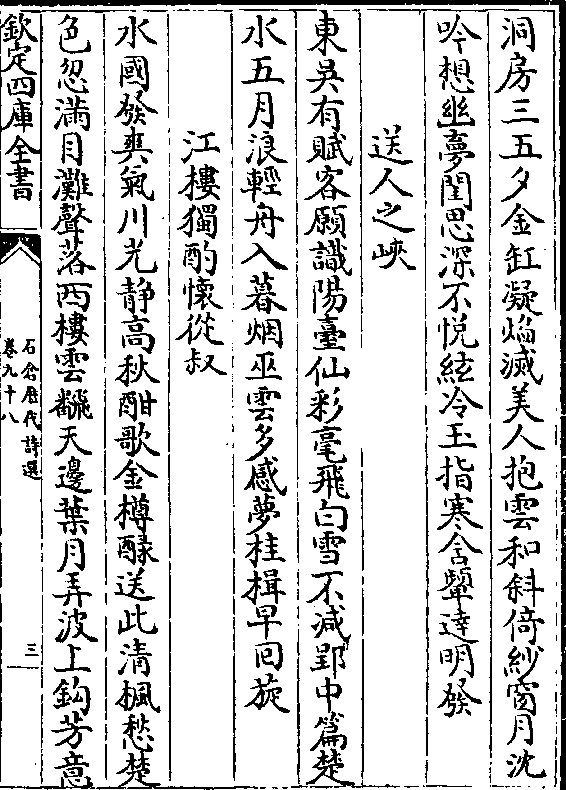 洞房三五夕金缸凝焰滅美人抱雲和斜倚紗窗月沈
吟想幽夢閨思深不悅絃冷玉指寒含顰達明發
送人之峽
東吳有賦客願識陽臺仙彩毫飛白雪不減郢中篇楚
水五月浪輕舟入暮烟巫雲多感夢桂楫早回旋
江樓獨酌懷從叔
水國發爽氣川光静高秋酣歌金樽醁送此清楓愁楚
色忽滿目灘聲落西樓雲飜天邊葉月弄波上鈎芳意
欽定四庫全書
石倉歷代詩選
卷九十八
三